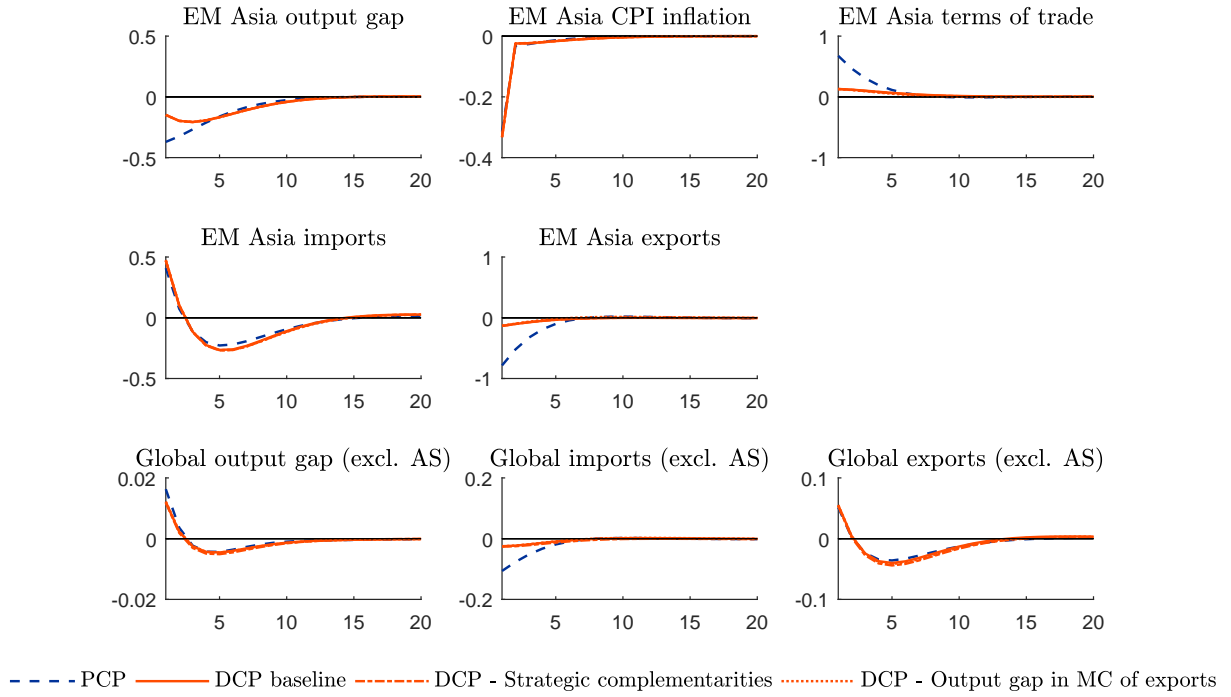 EM Asia output gap
EM Asia CPI inflation
EM Asia terms of trade
0.5
0
-0.5
5 10 15 20
0
-0.2
-0.4
5 10 15 20
1
0
-1
5 10 15 20
EM Asia imports
EM Asia exports
0.5
0
-0.5
5 10 15 20
1
0
-1
5 10 15 20
Global output gap (excl. AS)
Global imports (excl. AS)
Global exports (excl. AS)
0.02
0
-0.02
5 10 15 20
0.2
0
-0.2
5 10 15 20
0.1
0
-0.1
5 10 15 20
PCP DCP baseline DCP - Strategic complementarities DCP - Output gap in MC of exports